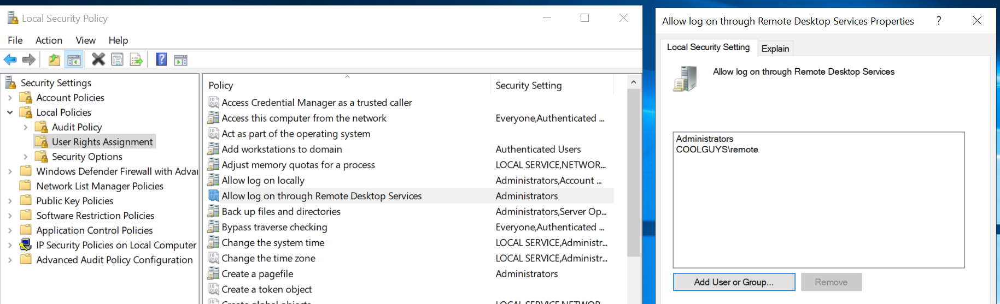 Local Security Policy
File Action View Help
Security Settings
Account Policies
Local Policies
Audit Policy
User Rights Assignment
Security Options
Windows Defender Firewall with Advar
Network List Manager Policies
Public Key Policies
Software Restriction Policies
Application Control Policies
IP Security Policies on Local Computer
Advanced Audit Policy Configuration
Policy Security Setting
Access Credential Manager as a trusted caller
Access this computer from the network Everyone,Authenticated ...
Act as part of the operating system
Add workstations to domain Authenticated Users
Adjust memory quotas for a process LOCAL SERVICE,NETWOR...
Allow log on locally Administrators,Account ...
Allow log on through Remote Desktop Services Administrators
Back up files and directories Administrators,Server Op...
Bypass traverse checking Everyone,Authenticated ...
Change the system time LOCAL SERVICE,Administr...
Change the time zone LOCAL SERVICE,Administr...
Create a pagefile Administrators
Create a token object
Create global objects LOCAL SERVICE,NETWOR...
Allow log on through Remote Desktop Services Properties ?
Local Security Setting Explain
Allow log on through Remote Desktop Services
Administrators
COOLGUYS\remote
Add User or Group... Remove